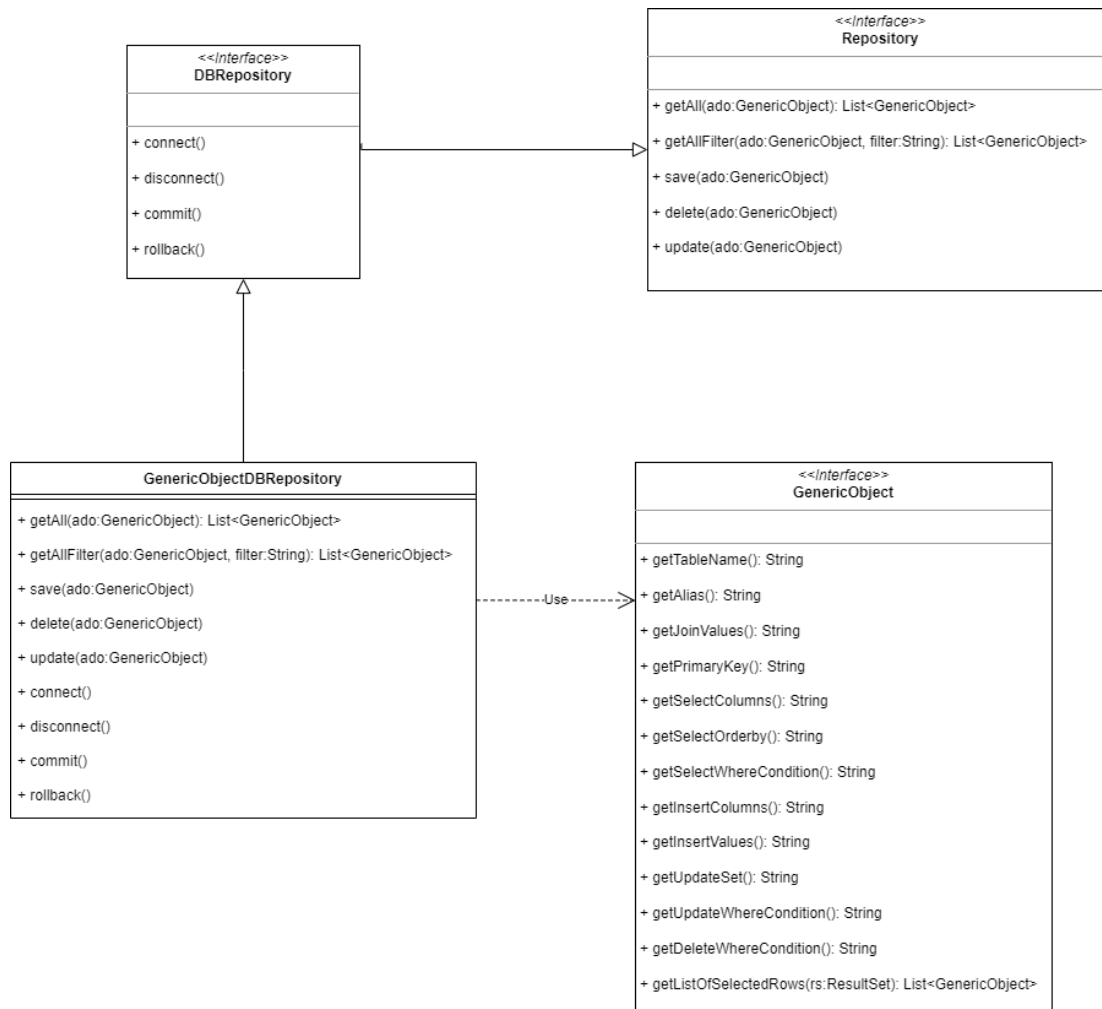 <<Interface>>
DBRepository
+ connect()
+ disconnect()
+ commit()
+ rollback()
<<Interface>>
Repository
+ getAll(ado:GenericObject): List<GenericObject>
+ getAllFilter(ado:GenericObject, filter:String): List<GenericObject>
+ save(ado:GenericObject)
+ delete(ado:GenericObject)
+ update(ado:GenericObject)
GenericObjectDBRepository
+ getAll(ado:GenericObject): List<GenericObject>
+ getAllFilter(ado:GenericObject, filter:String): List<GenericObject>
+ save(ado:GenericObject)
+ delete(ado:GenericObject)
+ update(ado:GenericObject)
+ connect()
+ disconnect()
+ commit()
+ rollback()
Use
<<Interface>>
GenericObject
+ getTableName(): String
+ getAlias(): String
+ getJoinValues(): String
+ getPrimaryKey(): String
+ getSelectColumns(): String
+ getSelectOrderby(): String
+ getSelectWhereCondition(): String
+ getInsertColumns(): String
+ getInsertValues(): String
+ getUpdateSet(): String
+ getUpdateWhereCondition(): String
+ getDeleteWhereCondition(): String
+ getListOfSelectedRows(rs:ResultSet): List<GenericObject>